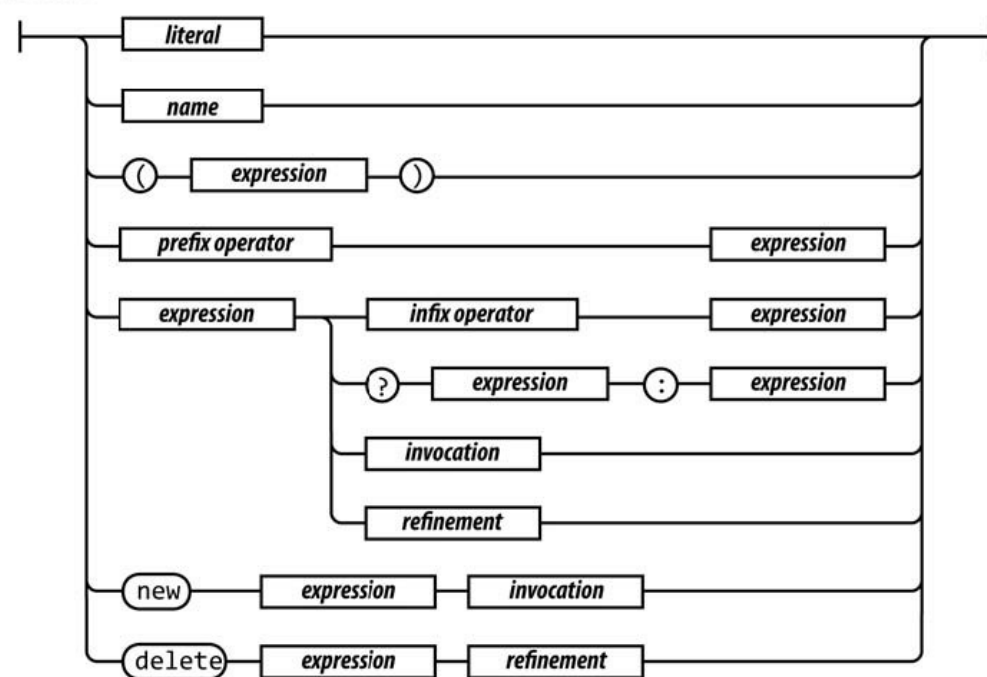 literal
name
( expression )
prefix operator expression
expression infix operator expression
? expression : expression
invocation
refinement
new expression invocation
delete expression refinement